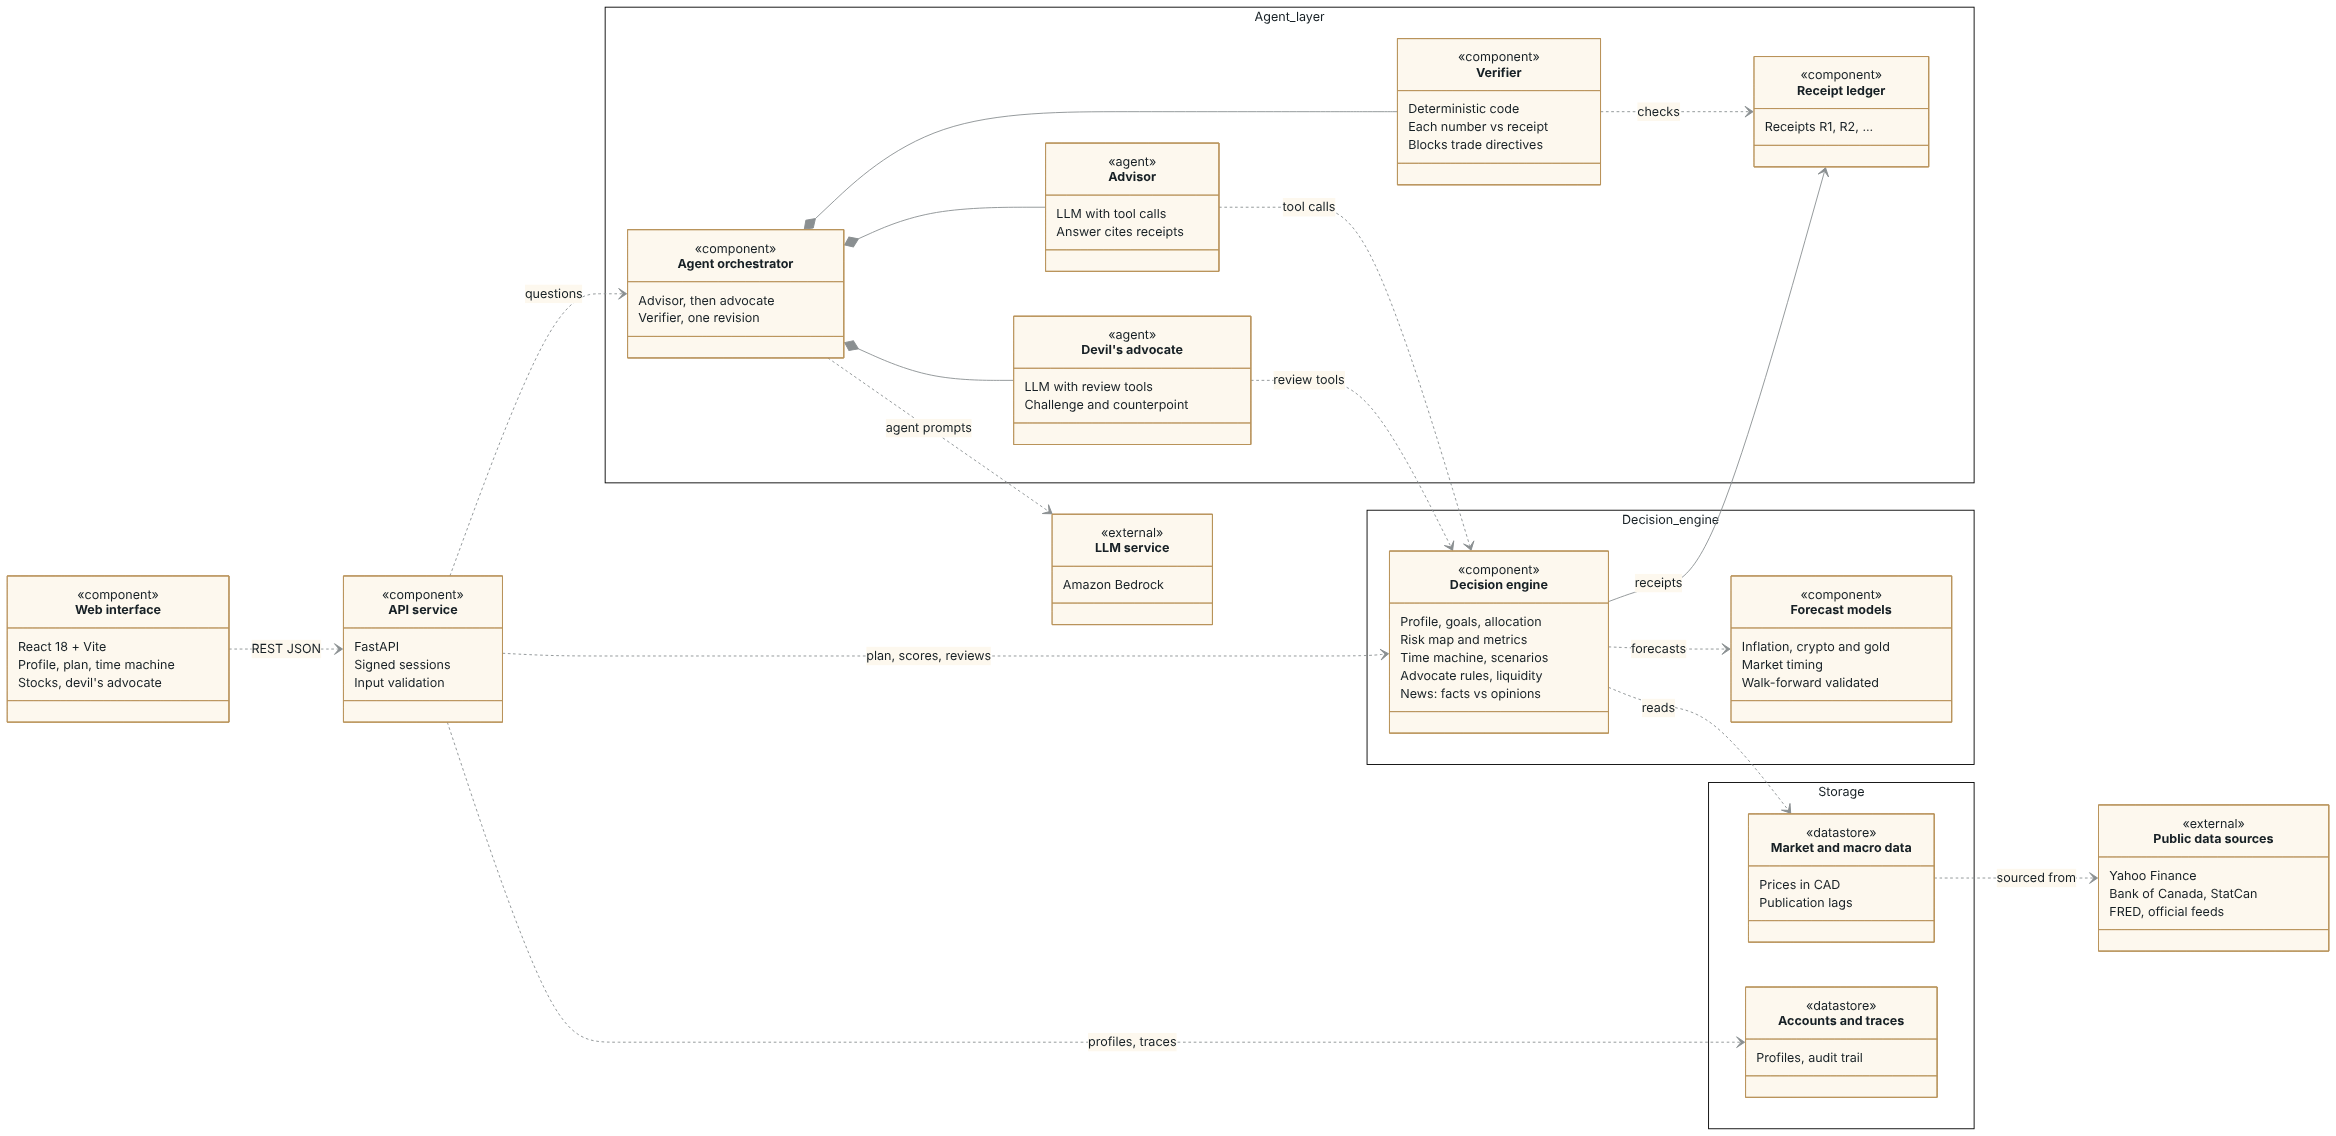 Agent_layer
«component»
Verifier
Deterministic code
Each number vs receipt
Blocks trade directives
checks
«component»
Receipt ledger
Receipts R1, R2, ...
«agent»
Advisor
LLM with tool calls
Answer cites receipts
tool calls
«component»
Agent orchestrator
Advisor, then advocate
Verifier, one revision
questions
«agent»
Devil's advocate
LLM with review tools
Challenge and counterpoint
review tools
agent prompts
«external»
LLM service
Amazon Bedrock
Decision_engine
«component»
Web interface
React 18 + Vite
Profile, plan, time machine
Stocks, devil's advocate
REST JSON
«component»
API service
FastAPI
Signed sessions
Input validation
plan, scores, reviews
«component»
Decision engine
Profile, goals, allocation
Risk map and metrics
Time machine, scenarios
Advocate rules, liquidity
News: facts vs opinions
receipts
forecasts
reads
«component»
Forecast models
Inflation, crypto and gold
Market timing
Walk-forward validated
Storage
«datastore»
Market and macro data
Prices in CAD
Publication lags
sourced from
«external»
Public data sources
Yahoo Finance
Bank of Canada, StatCan
FRED, official feeds
profiles, traces
«datastore»
Accounts and traces
Profiles, audit trail